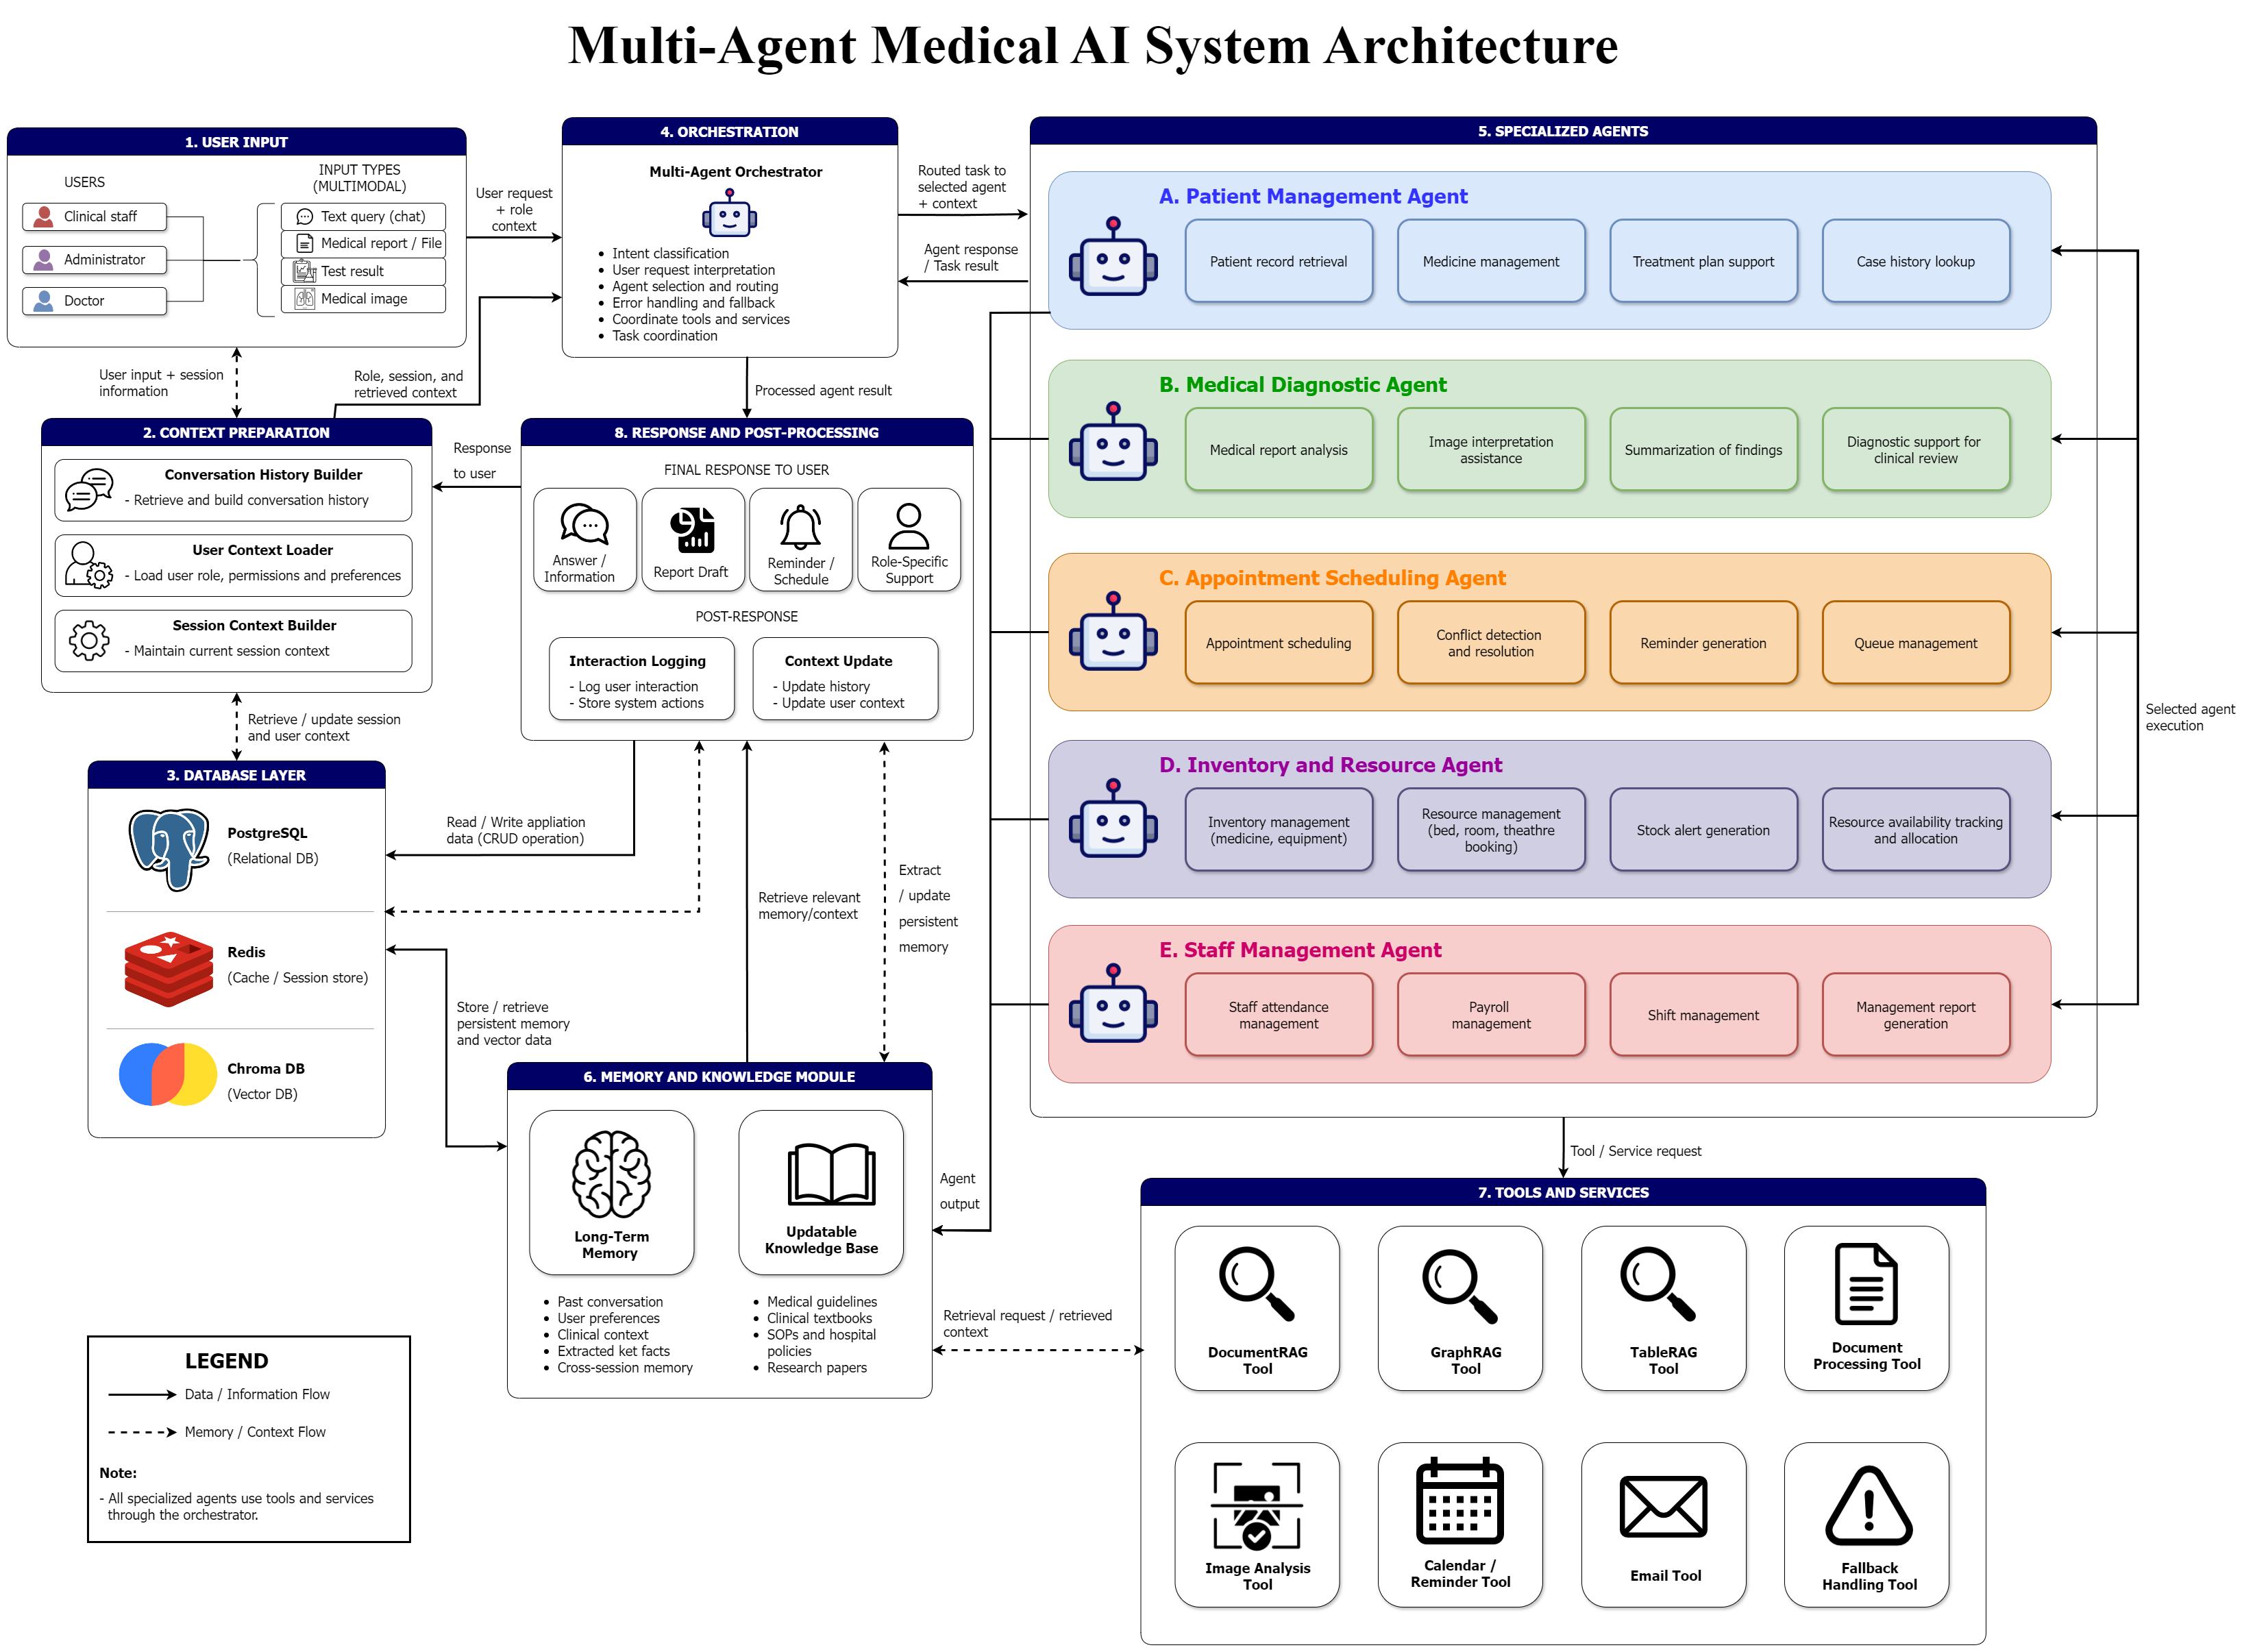 Multi-Agent Medical AI System Architecture
1. USER INPUT
USERS
Clinical staff
Administrator
Doctor
INPUT TYPES
(MULTIMODAL)
Text query (chat)
Medical report / File
Test result
Medical image
User request
+ role
context
User input + session
information
Role, session, and
retrieved context
2. CONTEXT PREPARATION
Conversation History Builder
- Retrieve and build conversation history
User Context Loader
- Load user role, permissions and preferences
Session Context Builder
- Maintain current session context
Retrieve / update session
and user context
3. DATABASE LAYER
PostgreSQL
(Relational DB)
Redis
(Cache / Session store)
Chroma DB
(Vector DB)
4. ORCHESTRATION
Multi-Agent Orchestrator
• Intent classification
• User request interpretation
• Agent selection and routing
• Error handling and fallback
• Coordinate tools and services
• Task coordination
Routed task to
selected agent
+ context
Agent response
/ Task result
Processed agent result
Response
to user
8. RESPONSE AND POST-PROCESSING
FINAL RESPONSE TO USER
Answer /
Information
Report Draft
Reminder /
Schedule
Role-Specific
Support
POST-RESPONSE
Interaction Logging
- Log user interaction
- Store system actions
Context Update
- Update history
- Update user context
Read / Write appliation
data (CRUD operation)
Retrieve relevant
memory/context
Extract
/ update
persistent
memory
Store / retrieve
persistent memory
and vector data
5. SPECIALIZED AGENTS
A. Patient Management Agent
Patient record retrieval
Medicine management
Treatment plan support
Case history lookup
B. Medical Diagnostic Agent
Medical report analysis
Image interpretation
assistance
Summarization of findings
Diagnostic support for
clinical review
C. Appointment Scheduling Agent
Appointment scheduling
Conflict detection
and resolution
Reminder generation
Queue management
D. Inventory and Resource Agent
Inventory management
(medicine, equipment)
Resource management
(bed, room, theathre
booking)
Stock alert generation
Resource availability tracking
and allocation
E. Staff Management Agent
Staff attendance
management
Payroll
management
Shift management
Management report
generation
Selected agent
execution
6. MEMORY AND KNOWLEDGE MODULE
Long-Term
Memory
• Past conversation
• User preferences
• Clinical context
• Extracted ket facts
• Cross-session memory
Updatable
Knowledge Base
• Medical guidelines
• Clinical textbooks
• SOPs and hospital
policies
• Research papers
Agent
output
Retrieval request / retrieved
context
Tool / Service request
7. TOOLS AND SERVICES
DocumentRAG
Tool
GraphRAG
Tool
TableRAG
Tool
Document
Processing Tool
Image Analysis
Tool
Calendar /
Reminder Tool
Email Tool
Fallback
Handling Tool
LEGEND
Data / Information Flow
Memory / Context Flow
Note:
- All specialized agents use tools and services
through the orchestrator.